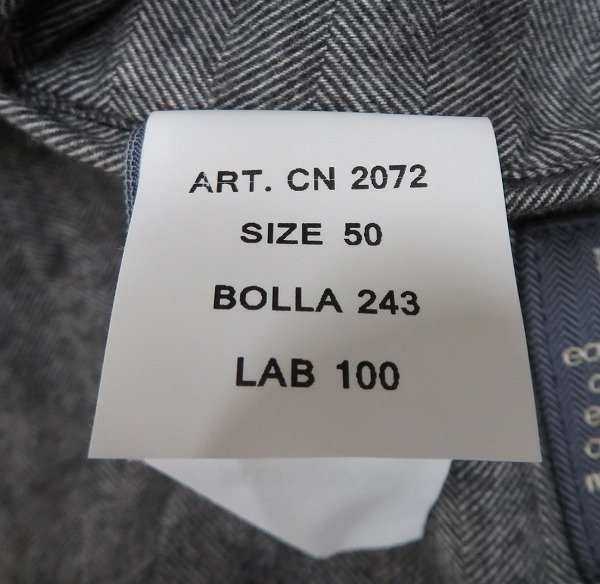 ART. CN 2072
SIZE 50
BOLLA 243
LAB 100